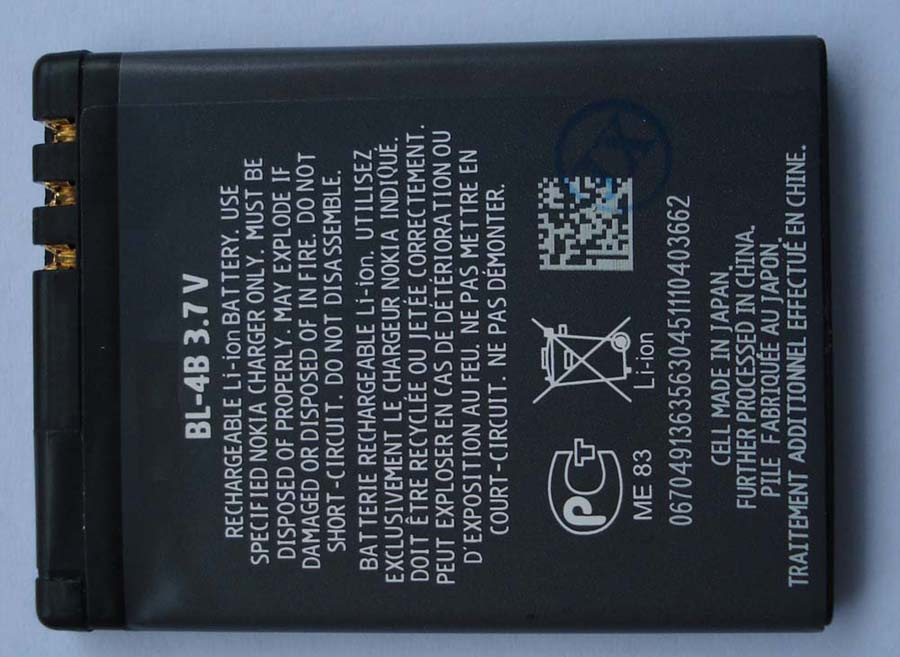 BL-4B 3.7 V
RECHARGEABLE Li-ion BATTERY. USE
SPECIFIED NOKIA CHARGER ONLY. MUST BE
DISPOSED OF PROPERLY. MAY EXPLODE IF
DAMAGED OR DISPOSED OF IN FIRE. DO NOT
SHORT-CIRCUIT. DO NOT DISASSEMBLE.
BATTERIE RECHARGEABLE Li-ion. UTILISEZ
EXCLUSIVEMENT LE CHARGEUR NOKIA INDIQUÉ.
DOIT ÊTRE RECYCLÉE OU JETÉE CORRECTEMENT.
PEUT EXPLOSER EN CAS DE DÉTÉRIORATION OU
D'EXPOSITION AU FEU. NE PAS METTRE EN
COURT-CIRCUIT. NE PAS DÉMONTER.
PCT
ME 83
Li-ion
0670491363563045111040​3662
CELL MADE IN JAPAN.
FURTHER PROCESSED IN CHINA.
PILE FABRIQUÉE AU JAPON.
TRAITEMENT ADDITIONNEL EFFECTUÉ EN CHINE.